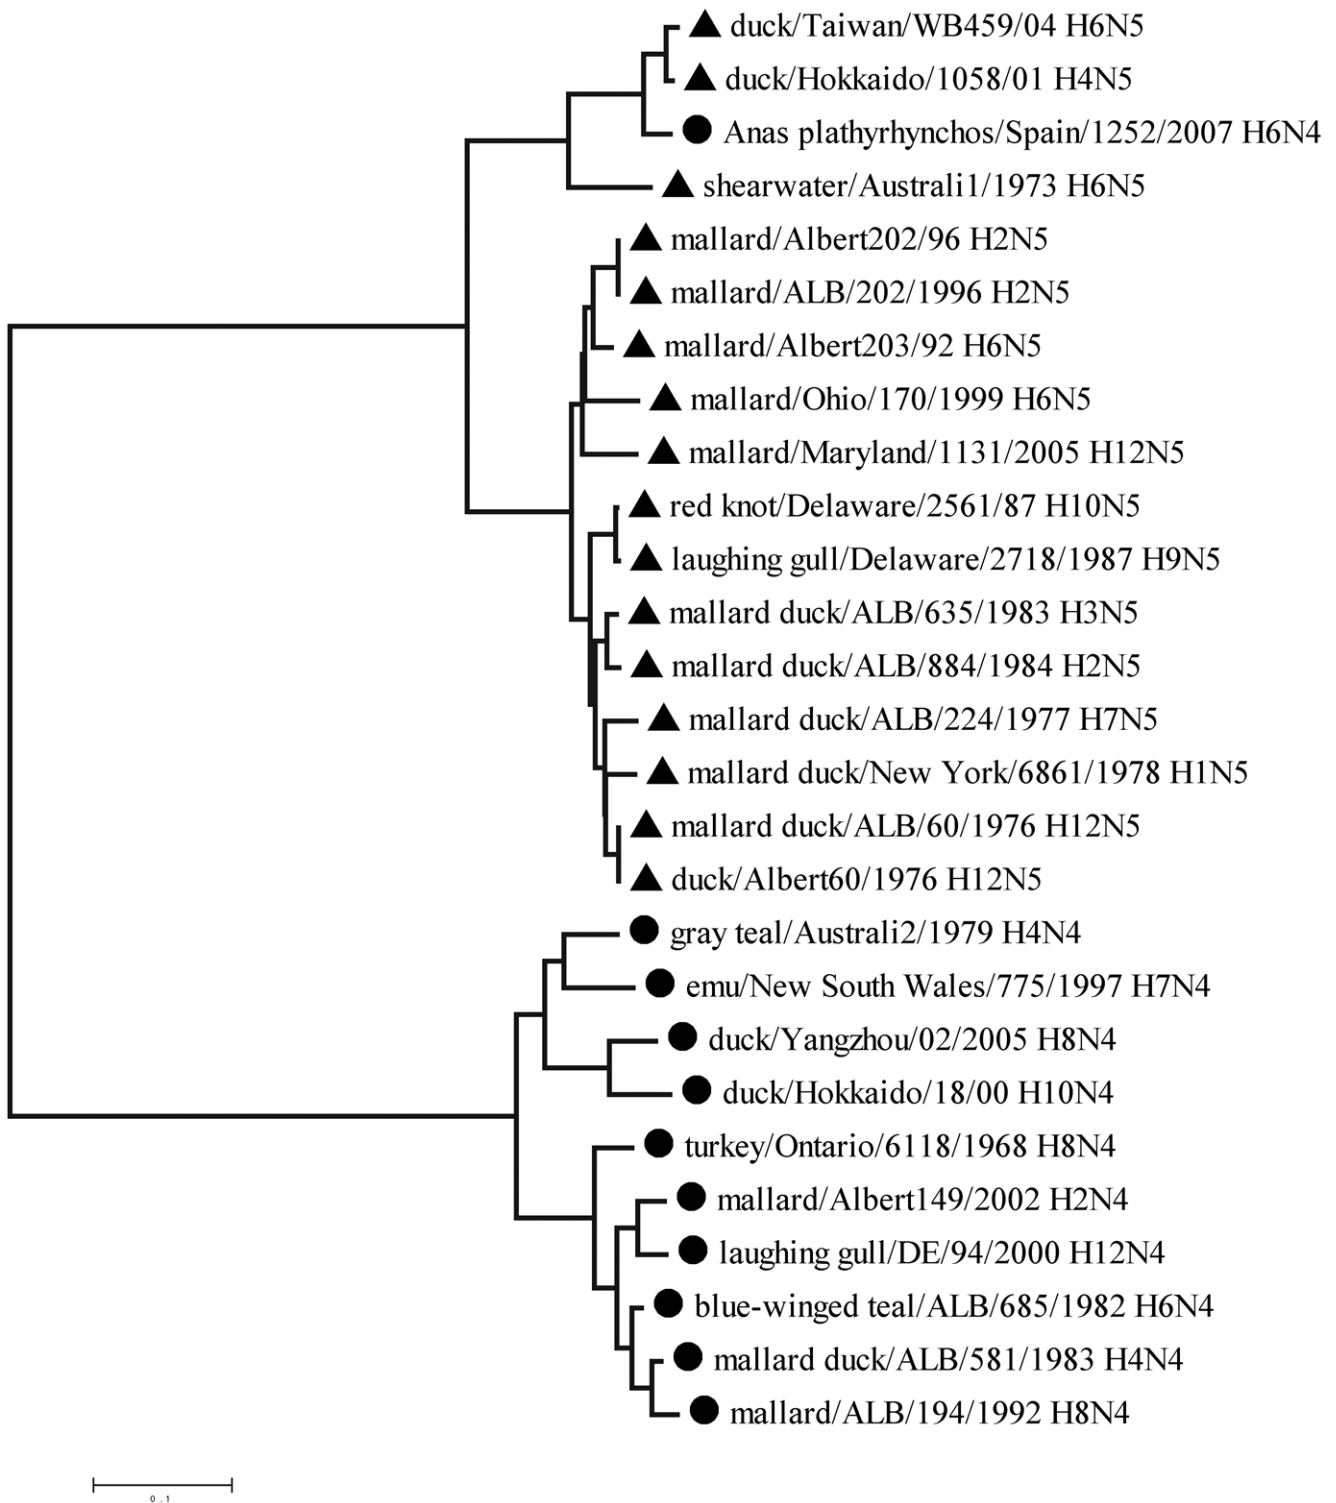 duck/Taiwan/WB459/04 H6N5
duck/Hokkaido/1058/01 H4N5
Anas plathyrhynchos/Spain/1252/2007 H6N4
shearwater/Australi1/1973 H6N5
mallard/Albert202/96 H2N5
mallard/ALB/202/1996 H2N5
mallard/Albert203/92 H6N5
mallard/Ohio/170/1999 H6N5
mallard/Maryland/1131/2005 H12N5
red knot/Delaware/2561/87 H10N5
laughing gull/Delaware/2718/1987 H9N5
mallard duck/ALB/635/1983 H3N5
mallard duck/ALB/884/1984 H2N5
mallard duck/ALB/224/1977 H7N5
mallard duck/New York/6861/1978 H1N5
mallard duck/ALB/60/1976 H12N5
duck/Albert60/1976 H12N5
gray teal/Australi2/1979 H4N4
emu/New South Wales/775/1997 H7N4
duck/Yangzhou/02/2005 H8N4
duck/Hokkaido/18/00 H10N4
turkey/Ontario/6118/1968 H8N4
mallard/Albert149/2002 H2N4
laughing gull/DE/94/2000 H12N4
blue-winged teal/ALB/685/1982 H6N4
mallard duck/ALB/581/1983 H4N4
mallard/ALB/194/1992 H8N4
0.1